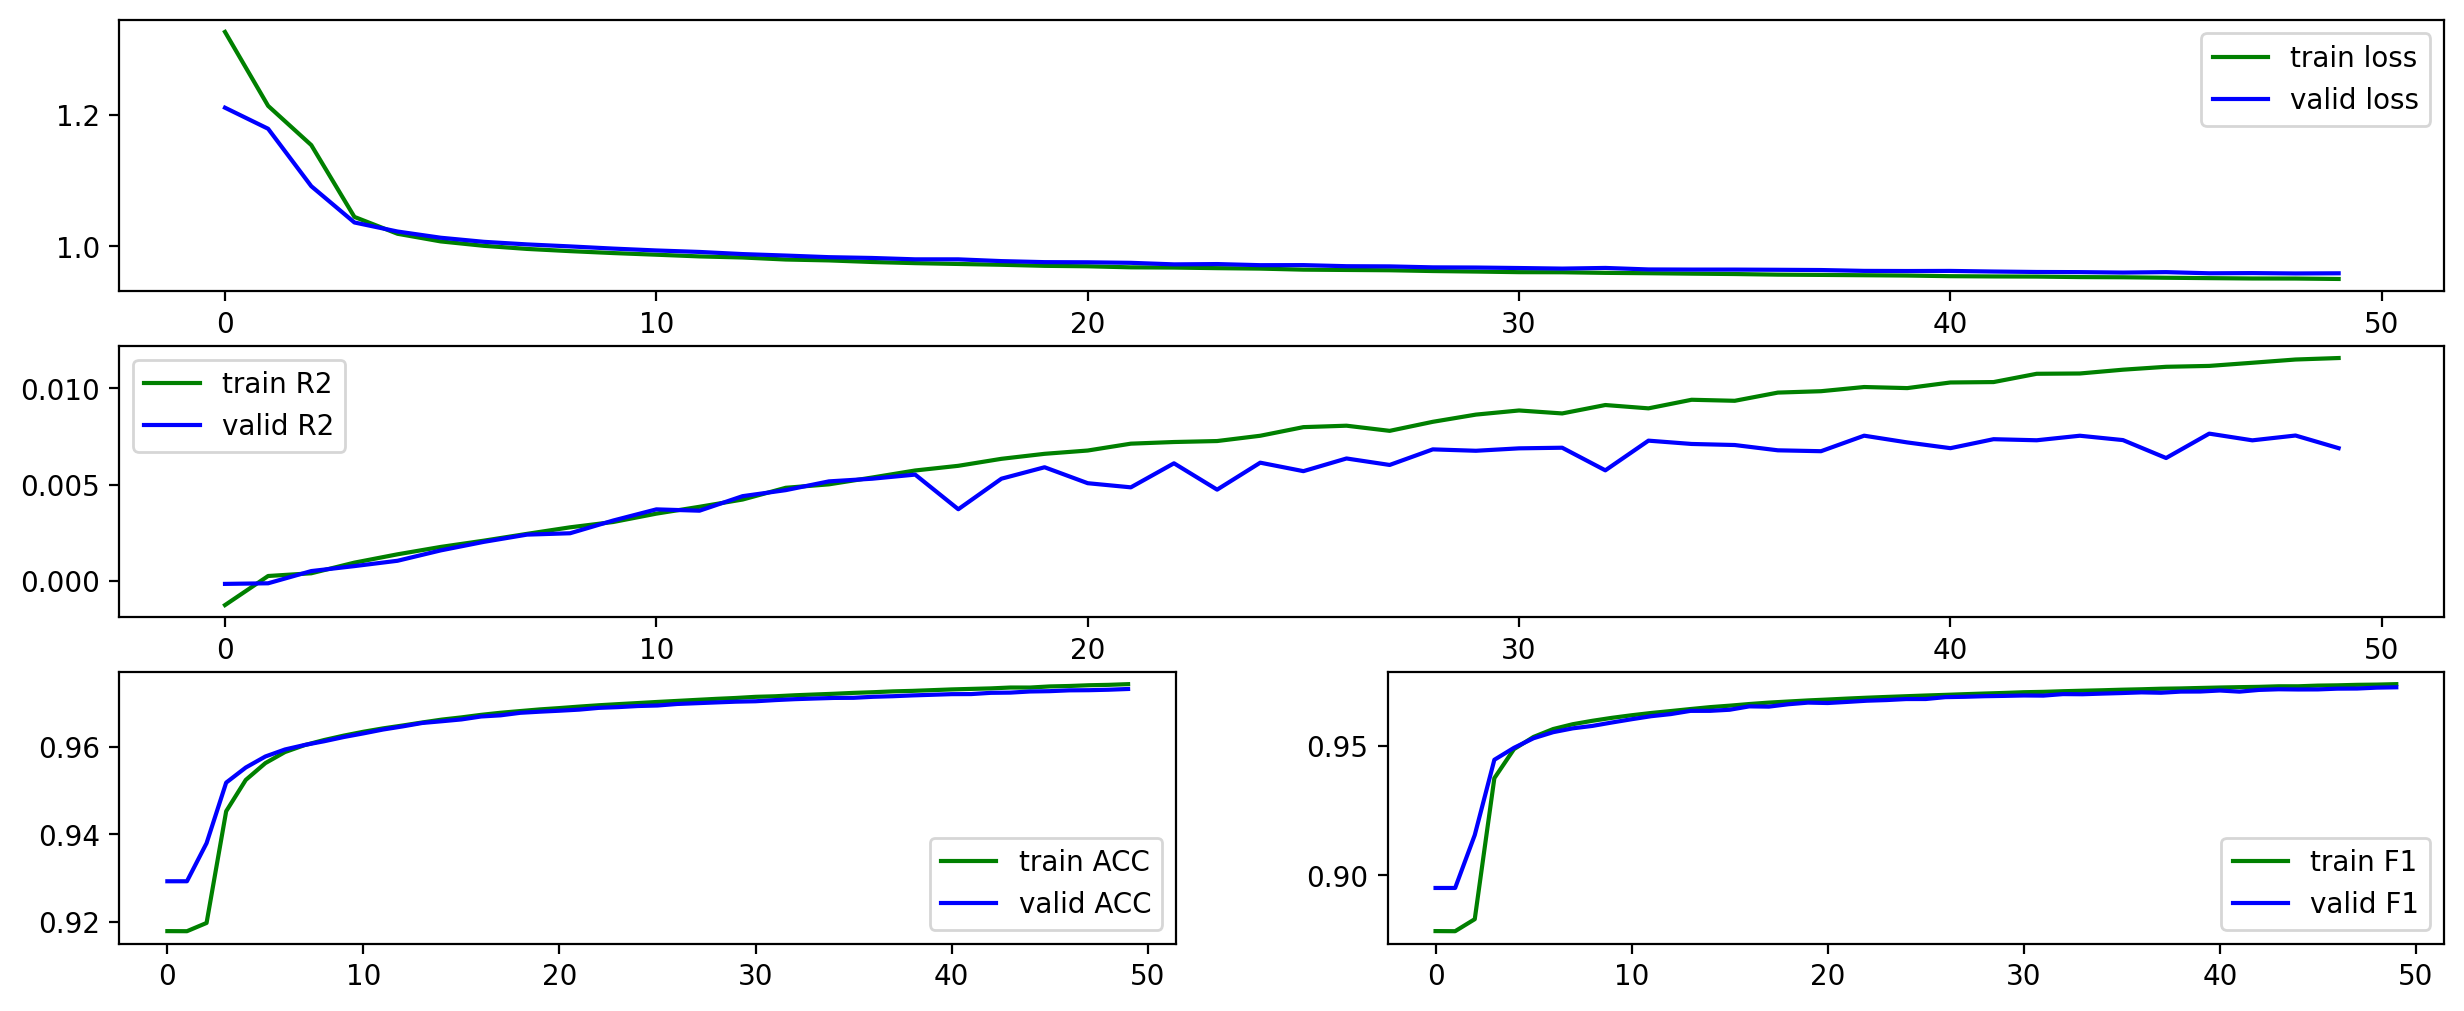 train loss
valid loss
1.2
1.0
0 10 20 30 40 50
train R2
valid R2
0.010
0.005
0.000
0 10 20 30 40 50
0.96
0.94
0.92
train ACC
valid ACC
0 10 20 30 40 50
0.95
0.90
train F1
valid F1
0 10 20 30 40 50